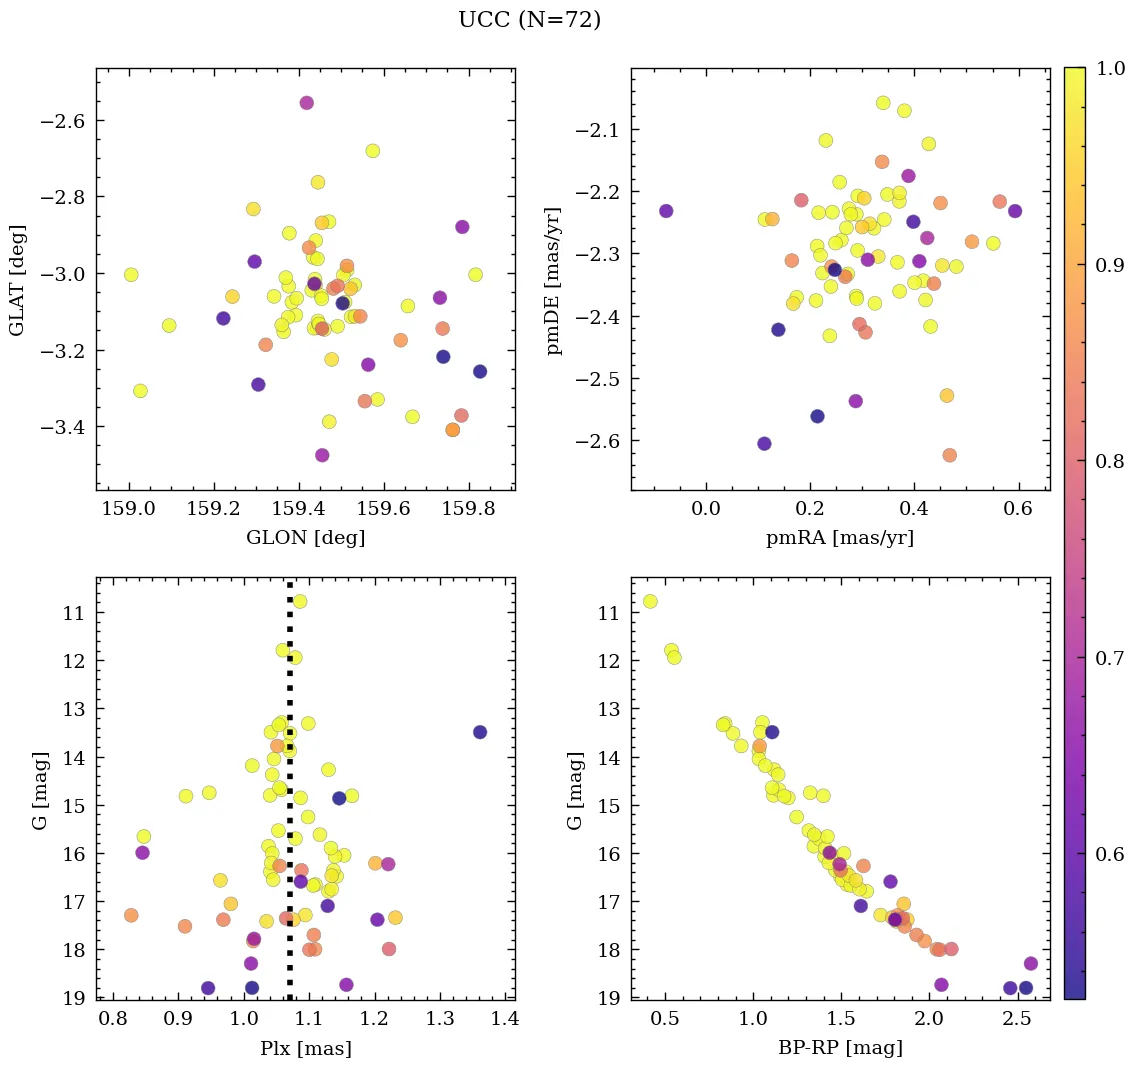 UCC (N=72)
−2.6
−2.8
−3.0
−3.2
−3.4
GLAT [deg]
159.0 159.2 159.4 159.6 159.8
GLON [deg]
−2.1
−2.2
−2.3
−2.4
−2.5
−2.6
pmDE [mas/yr]
0.0 0.2 0.4 0.6
pmRA [mas/yr]
11
12
13
14
15
16
17
18
19
G [mag]
0.8 0.9 1.0 1.1 1.2 1.3 1.4
Plx [mas]
11
12
13
14
15
16
17
18
19
G [mag]
0.5 1.0 1.5 2.0 2.5
BP-RP [mag]
1.0
0.9
0.8
0.7
0.6